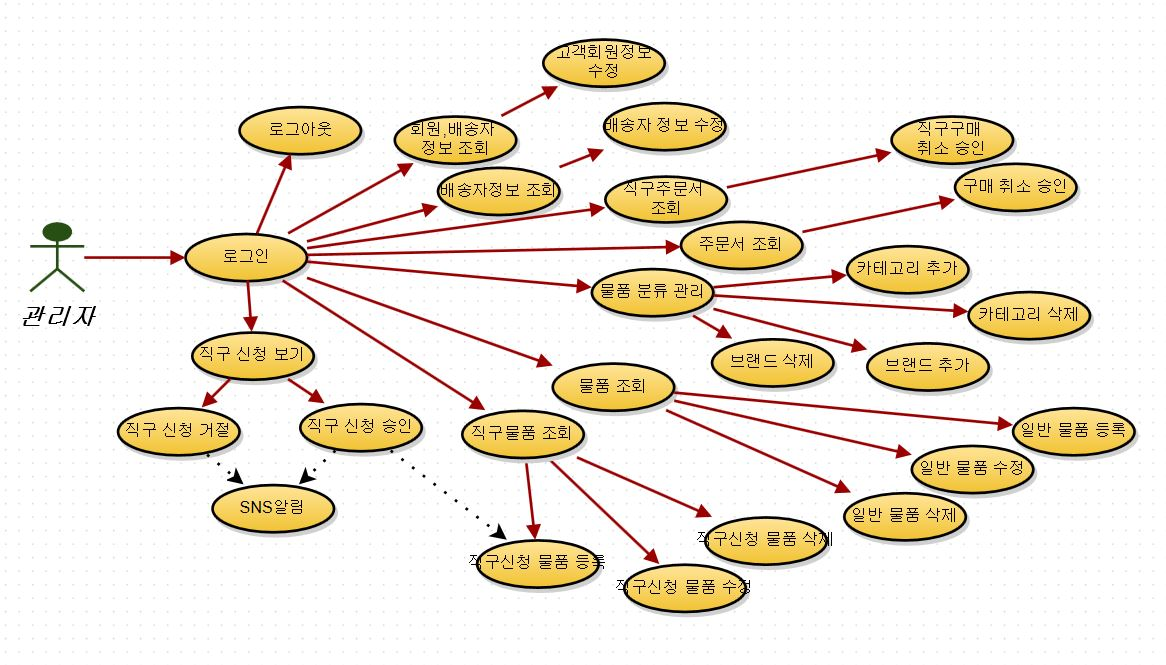 고객회원정보
수정
로그아웃
회원,배송자
정보 조회
배송자 정보 수정
직구구매
취소 승인
배송자정보 조회
직구주문서
조회
구매 취소 승인
로그인
주문서 조회
관리자
물품 분류 관리
카테고리 추가
카테고리 삭제
직구 신청 보기
브랜드 삭제
브랜드 추가
물품 조회
직구 신청 거절
직구 신청 승인
직구물품 조회
일반 물품 등록
일반 물품 수정
SNS알림
일반 물품 삭제
직구신청 물품 삭제
직구신청 물품 등록
직구신청 물품 수정